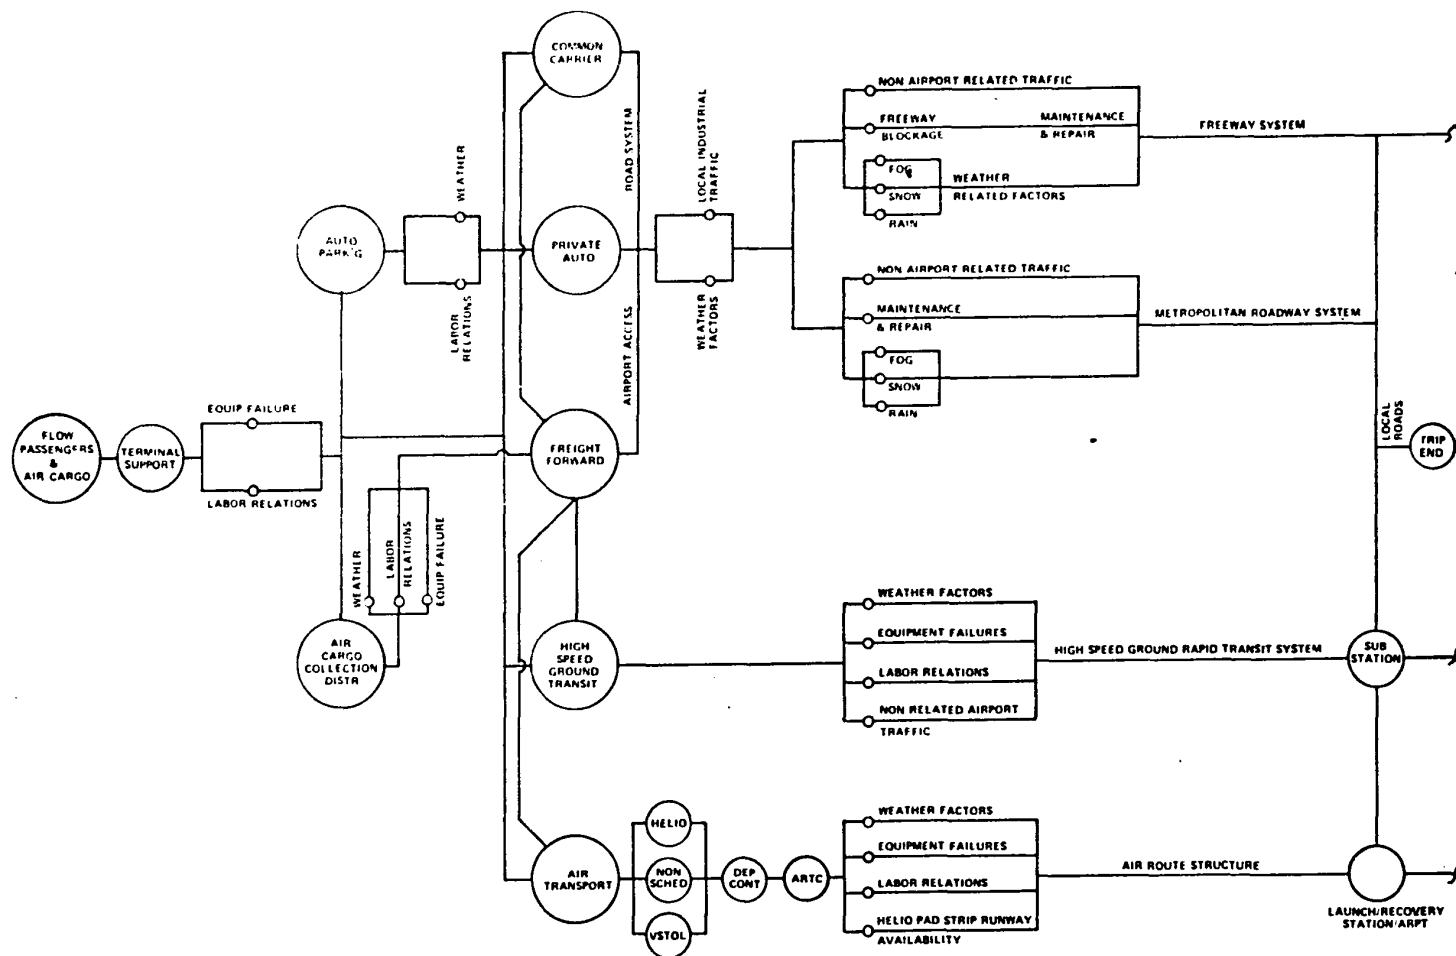 FLOW
PASSENGERS
&
AIR CARGO
TERMINAL
SUPPORT
EQUIP FAILURE
LABOR RELATIONS
AUTO
PARK'G
WEATHER
LABOR
RELATIONS
WEATHER
LABOR
RELATIONS
EQUIP FAILURE
AIR
CARGO
COLLECTION
DISTR
COMMON
CARRIER
PRIVATE
AUTO
FREIGHT
FORWARD
HIGH
SPEED
GROUND
TRANSIT
AIR
TRANSPORT
ROAD SYSTEM
AIRPORT ACCESS
LOCAL INDUSTRIAL
TRAFFIC
WEATHER
FACTORS
NON AIRPORT RELATED TRAFFIC
FREEWAY
BLOCKAGE
MAINTENANCE
& REPAIR
FOG
SNOW
RAIN
WEATHER
RELATED FACTORS
FREEWAY SYSTEM
NON AIRPORT RELATED TRAFFIC
MAINTENANCE
& REPAIR
FOG
SNOW
RAIN
METROPOLITAN ROADWAY SYSTEM
LOCAL
ROADS
TRIP
END
WEATHER FACTORS
EQUIPMENT FAILURES
LABOR RELATIONS
NON RELATED AIRPORT
TRAFFIC
HIGH SPEED GROUND RAPID TRANSIT SYSTEM
SUB
STATION
HELIO
NON
SCHED
VSTOL
DEP
CONT
ARTC
WEATHER FACTORS
EQUIPMENT FAILURES
LABOR RELATIONS
HELIO PAD STRIP RUNWAY
AVAILABILITY
AIR ROUTE STRUCTURE
LAUNCH/RECOVERY
STATION/ARPT